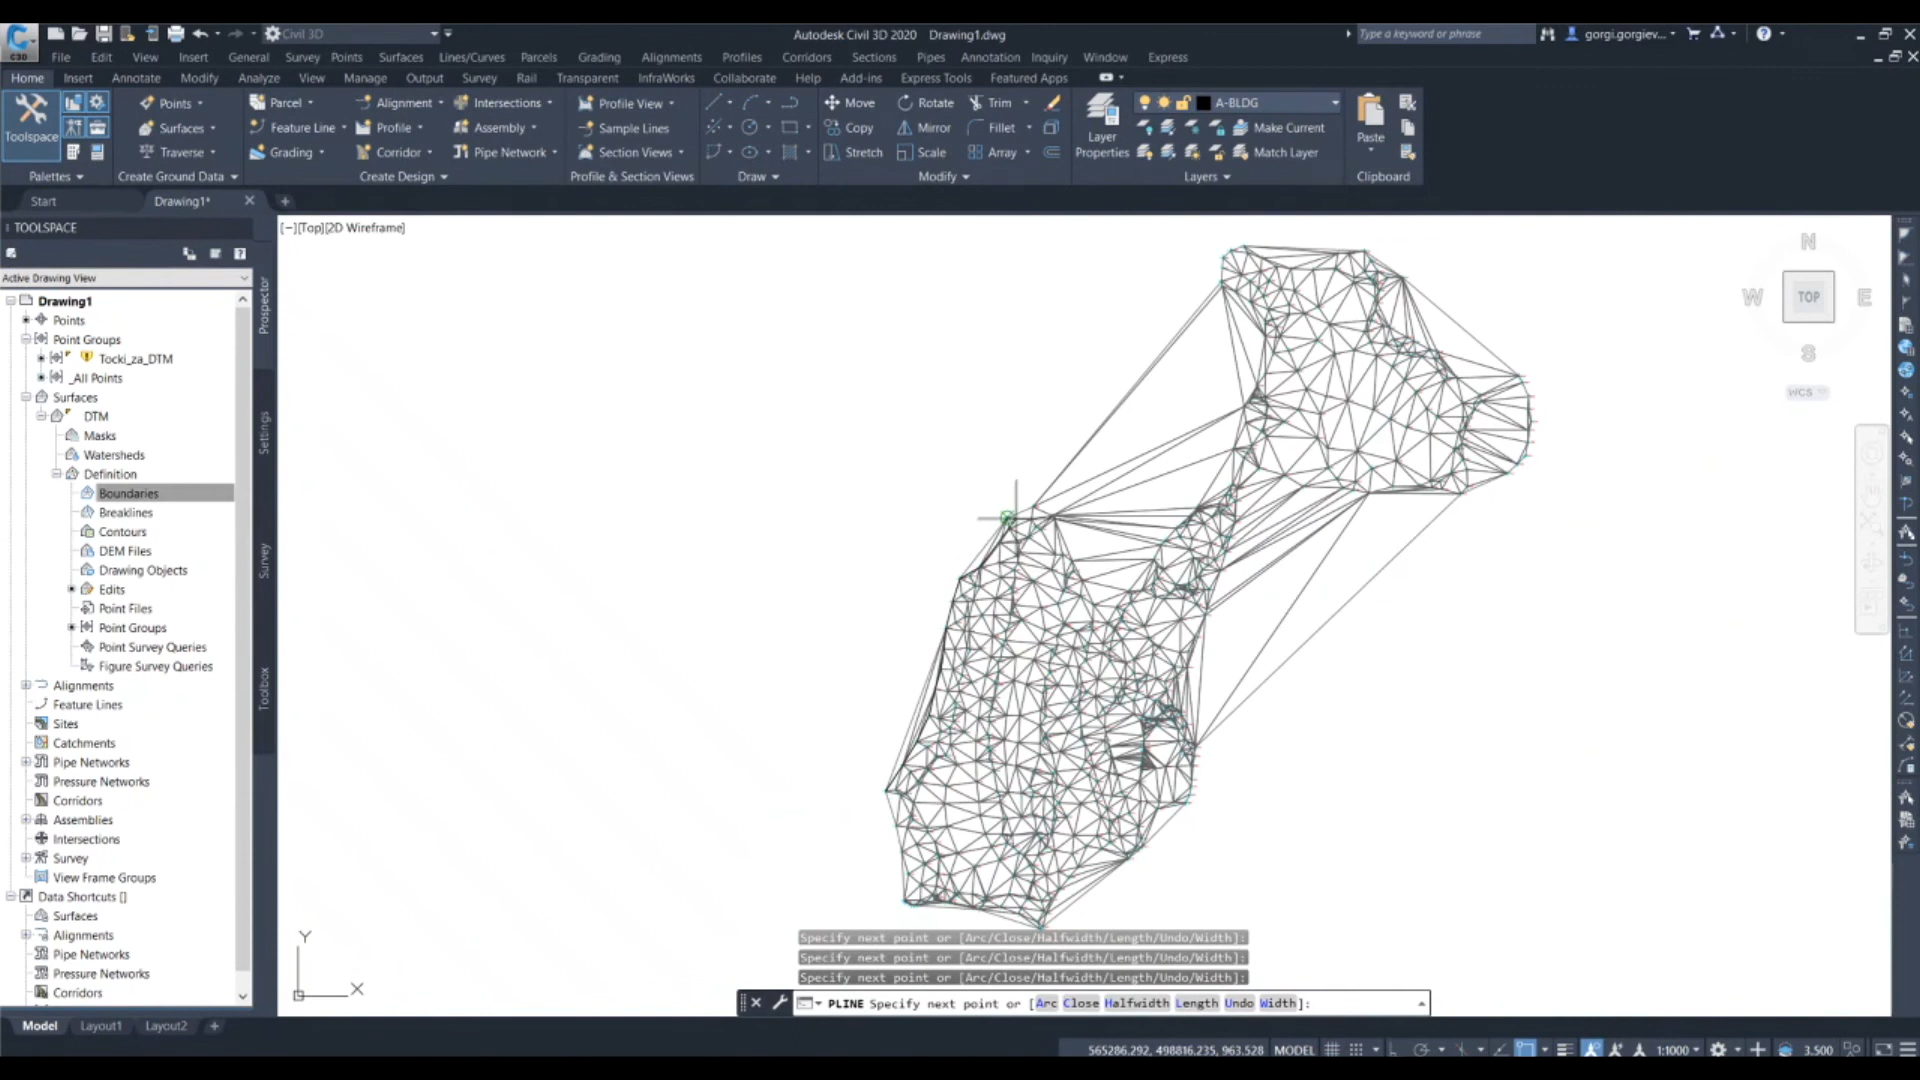 Civil 3D
Autodesk Civil 3D 2020 Drawing1.dwg
Type a keyword or phrase
gorgi.gorgiev...
C3D
File Edit View Insert General Survey Points Surfaces Lines/Curves Parcels Grading Alignments Profiles Corridors Sections Pipes Annotation Inquiry Window Express
Home Insert Annotate Modify Analyze View Manage Output Survey Rail Transparent InfraWorks Collaborate Help Add-ins Express Tools Featured Apps
Toolspace
Points
Surfaces
Traverse
Parcel
Feature Line
Grading
Alignment
Profile
Corridor
Intersections
Assembly
Pipe Network
Profile View
Sample Lines
Section Views
Move
Copy
Stretch
Rotate
Mirror
Scale
Trim
Fillet
Array
Layer
Properties
A-BLDG
Make Current
Match Layer
Paste
Palettes
Create Ground Data
Create Design
Profile & Section Views
Draw
Modify
Layers
Clipboard
Start
Drawing1*
TOOLSPACE
Active Drawing View
Drawing1
Points
Point Groups
Tocki_za_DTM
_All Points
Surfaces
DTM
Masks
Watersheds
Definition
Boundaries
Breaklines
Contours
DEM Files
Drawing Objects
Edits
Point Files
Point Groups
Point Survey Queries
Figure Survey Queries
Alignments
Feature Lines
Sites
Catchments
Pipe Networks
Pressure Networks
Corridors
Assemblies
Intersections
Survey
View Frame Groups
Data Shortcuts []
Surfaces
Alignments
Pipe Networks
Pressure Networks
Corridors
Prospector
Settings
Survey
Toolbox
[−][Top][2D Wireframe]
N
W
TOP
E
S
WCS
Y
X
Specify next point or [Arc/Close/Halfwidth/Length/Undo/Width]:
Specify next point or [Arc/Close/Halfwidth/Length/Undo/Width]:
Specify next point or [Arc/Close/Halfwidth/Length/Undo/Width]:
PLINE Specify next point or [Arc Close Halfwidth Length Undo Width]:
Model Layout1 Layout2
565286.292, 498816.235, 963.528 MODEL
1:1000
3.500